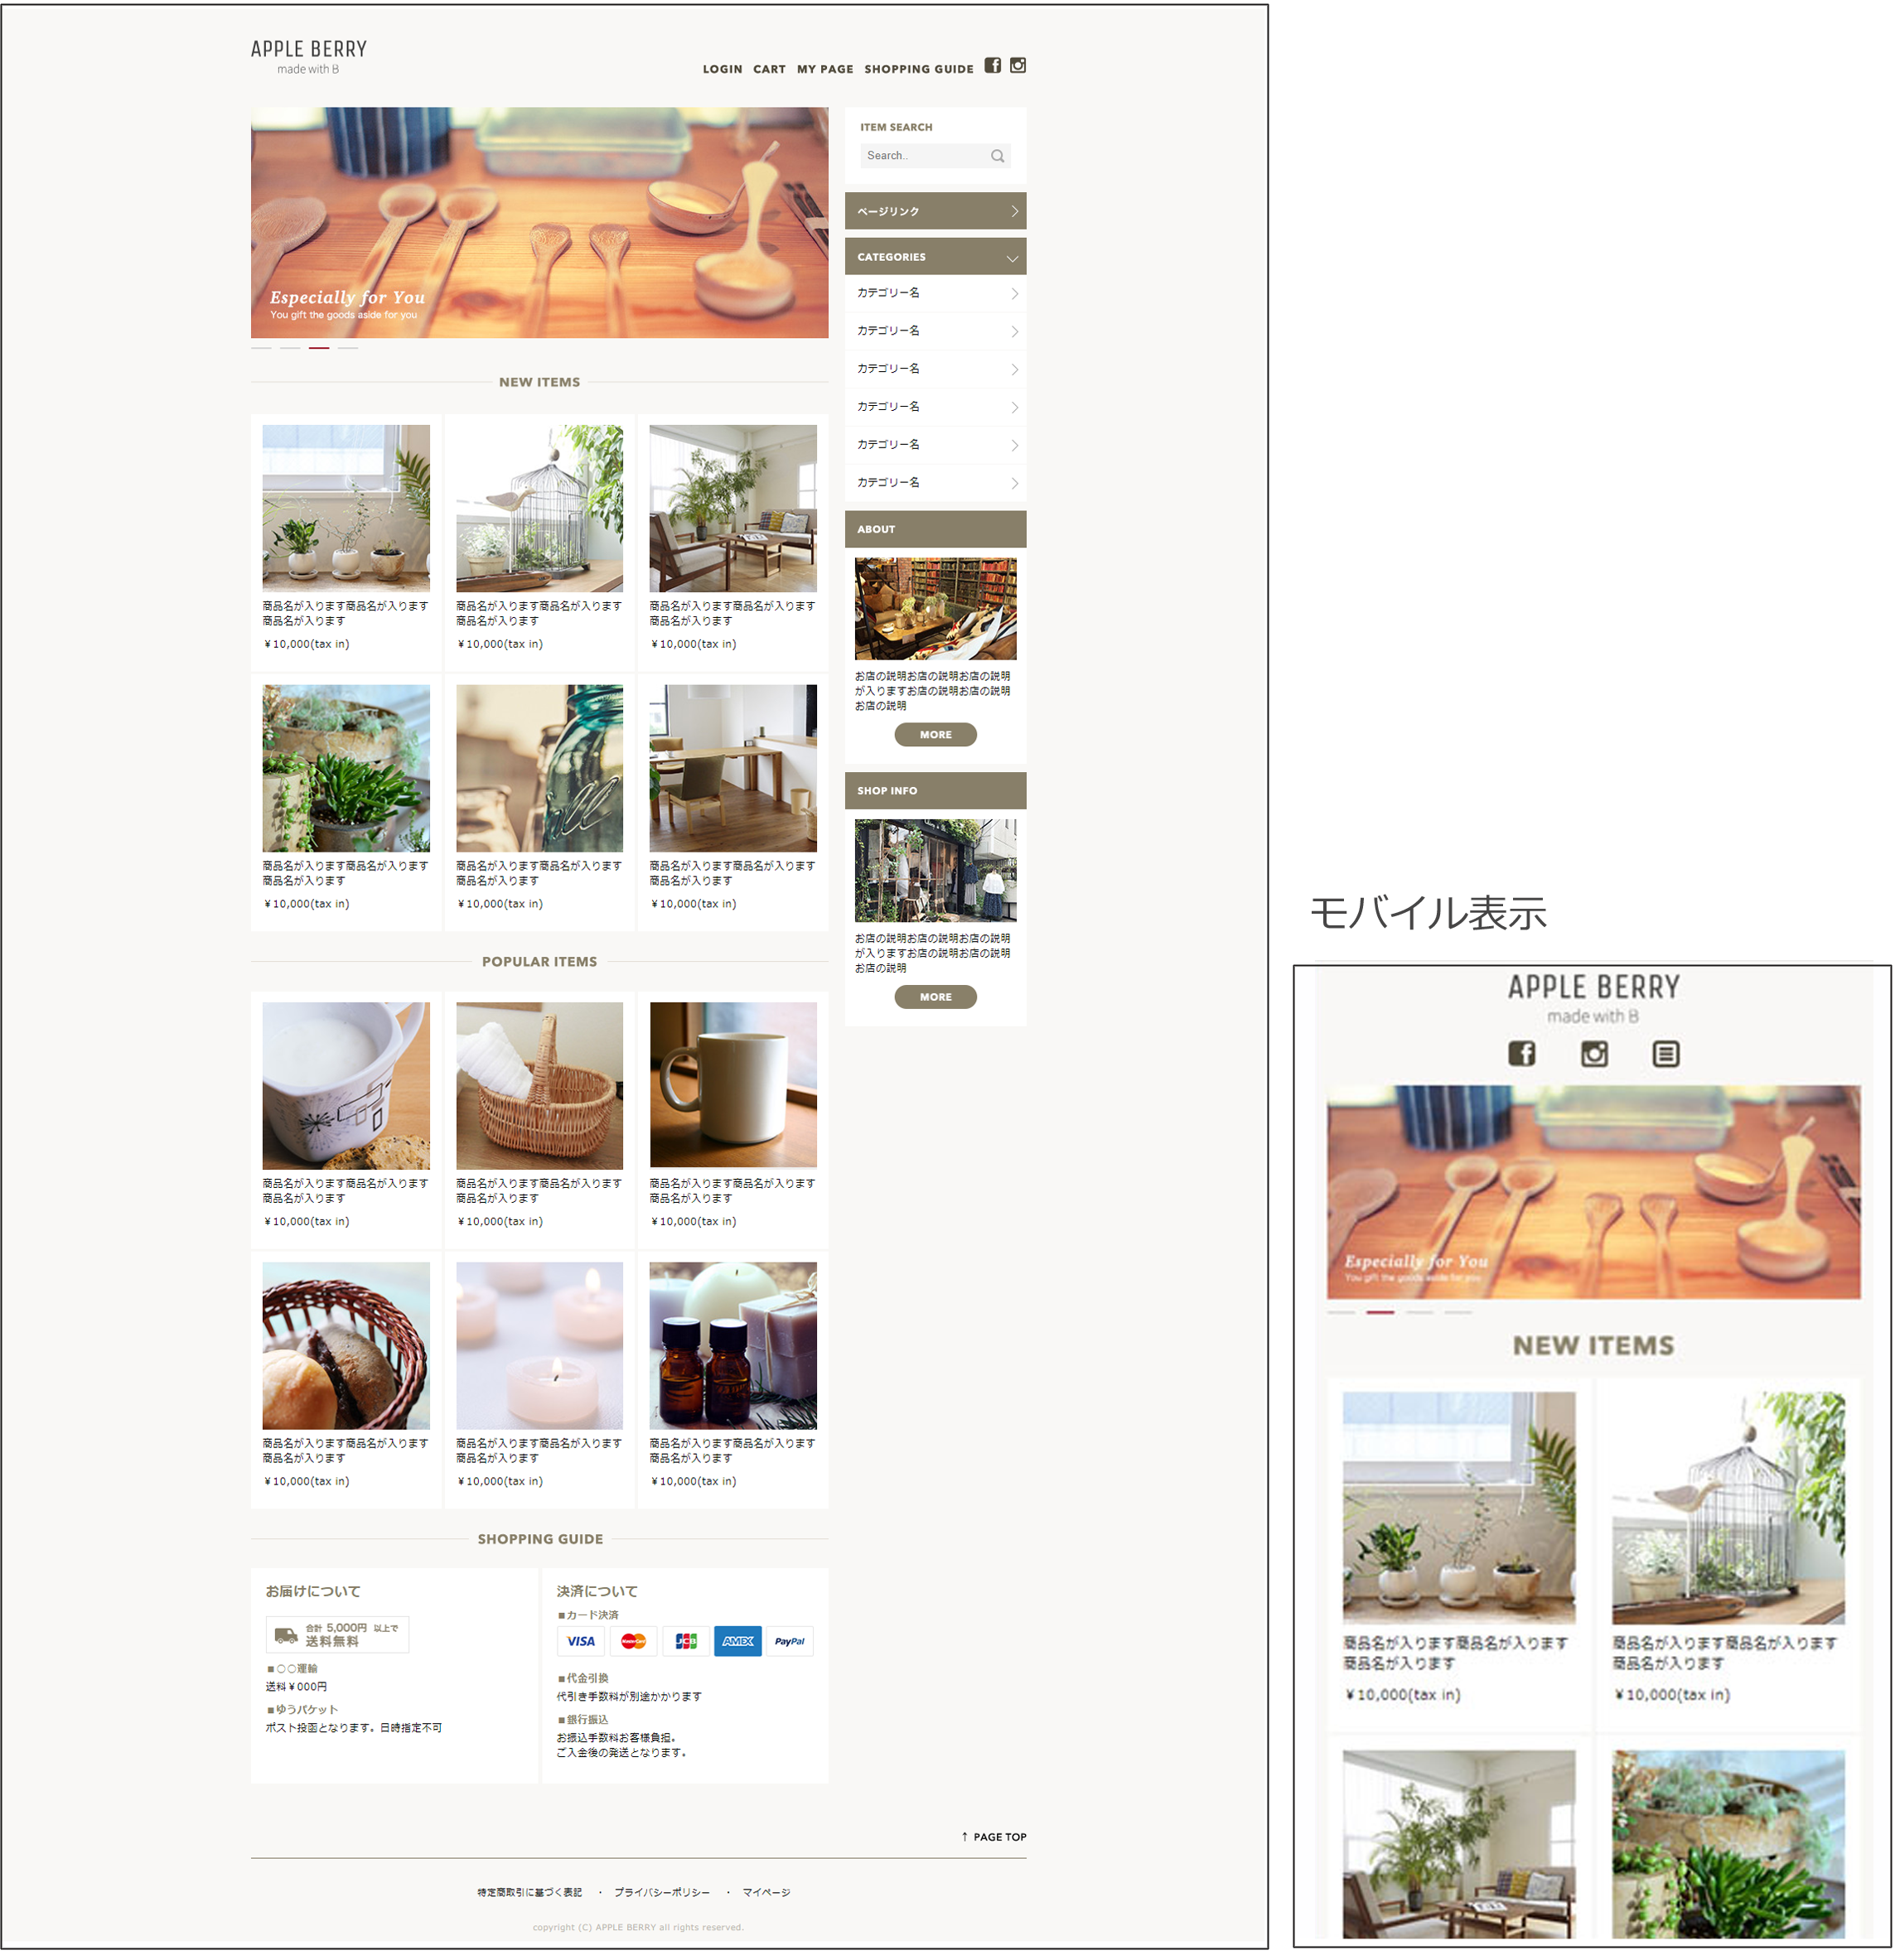 APPLE BERRY
made with B
LOGIN CART MY PAGE SHOPPING GUIDE
Especially for You
You gift the goods aside for you
NEW ITEMS
商品名が入ります商品名が入ります
商品名が入ります
￥10,000(tax in)
商品名が入ります商品名が入ります
商品名が入ります
￥10,000(tax in)
商品名が入ります商品名が入ります
商品名が入ります
￥10,000(tax in)
商品名が入ります商品名が入ります
商品名が入ります
￥10,000(tax in)
商品名が入ります商品名が入ります
商品名が入ります
￥10,000(tax in)
商品名が入ります商品名が入ります
商品名が入ります
￥10,000(tax in)
POPULAR ITEMS
商品名が入ります商品名が入ります
商品名が入ります
￥10,000(tax in)
商品名が入ります商品名が入ります
商品名が入ります
￥10,000(tax in)
商品名が入ります商品名が入ります
商品名が入ります
￥10,000(tax in)
商品名が入ります商品名が入ります
商品名が入ります
￥10,000(tax in)
商品名が入ります商品名が入ります
商品名が入ります
￥10,000(tax in)
商品名が入ります商品名が入ります
商品名が入ります
￥10,000(tax in)
SHOPPING GUIDE
お届けについて
合計 5,000円 以上で
送料無料
■○○運輸
送料￥000円
■ゆうパケット
ポスト投函となります。日時指定不可
決済について
■カード決済
VISA MasterCard JCB AMEX PayPal
■代金引換
代引き手数料が別途かかります
■銀行振込
お振込手数料お客様負担。
ご入金後の発送となります。
ITEM SEARCH
Search..
ページリンク
CATEGORIES
カテゴリー名
カテゴリー名
カテゴリー名
カテゴリー名
カテゴリー名
カテゴリー名
ABOUT
お店の説明お店の説明お店の説明
が入りますお店の説明お店の説明
お店の説明
MORE
SHOP INFO
お店の説明お店の説明お店の説明
が入りますお店の説明お店の説明
お店の説明
MORE
↑ PAGE TOP
特定商取引に基づく表記 ・ プライバシーポリシー ・ マイページ
copyright (C) APPLE BERRY all rights reserved.
モバイル表示
APPLE BERRY
made with B
Especially for You
You gift the goods aside for you
NEW ITEMS
商品名が入ります商品名が入ります
商品名が入ります
￥10,000(tax in)
商品名が入ります商品名が入ります
商品名が入ります
￥10,000(tax in)